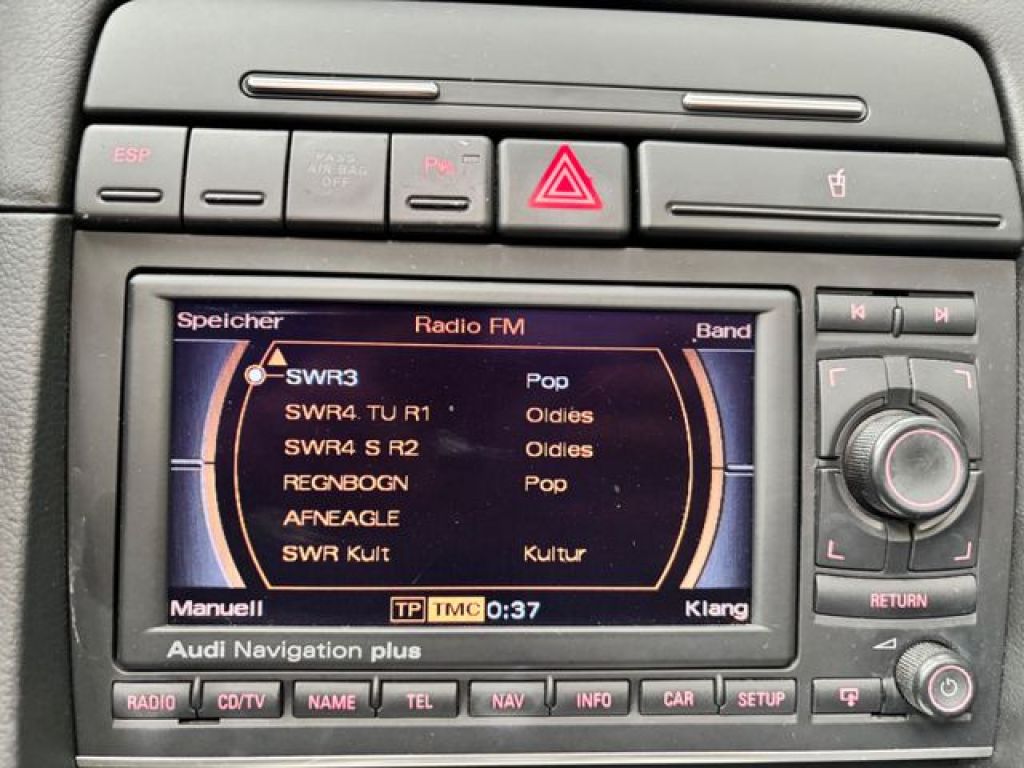 ESP
PASS
AIR BAG
OFF
P
Speicher Radio FM Band
SWR3 Pop
SWR4 TU R1 Oldies
SWR4 S R2 Oldies
REGNBOGN Pop
AFNEAGLE
SWR Kult Kultur
Manuell TP TMC 0:37 Klang
RETURN
Audi Navigation plus
RADIO CD/TV NAME TEL NAV INFO CAR SETUP